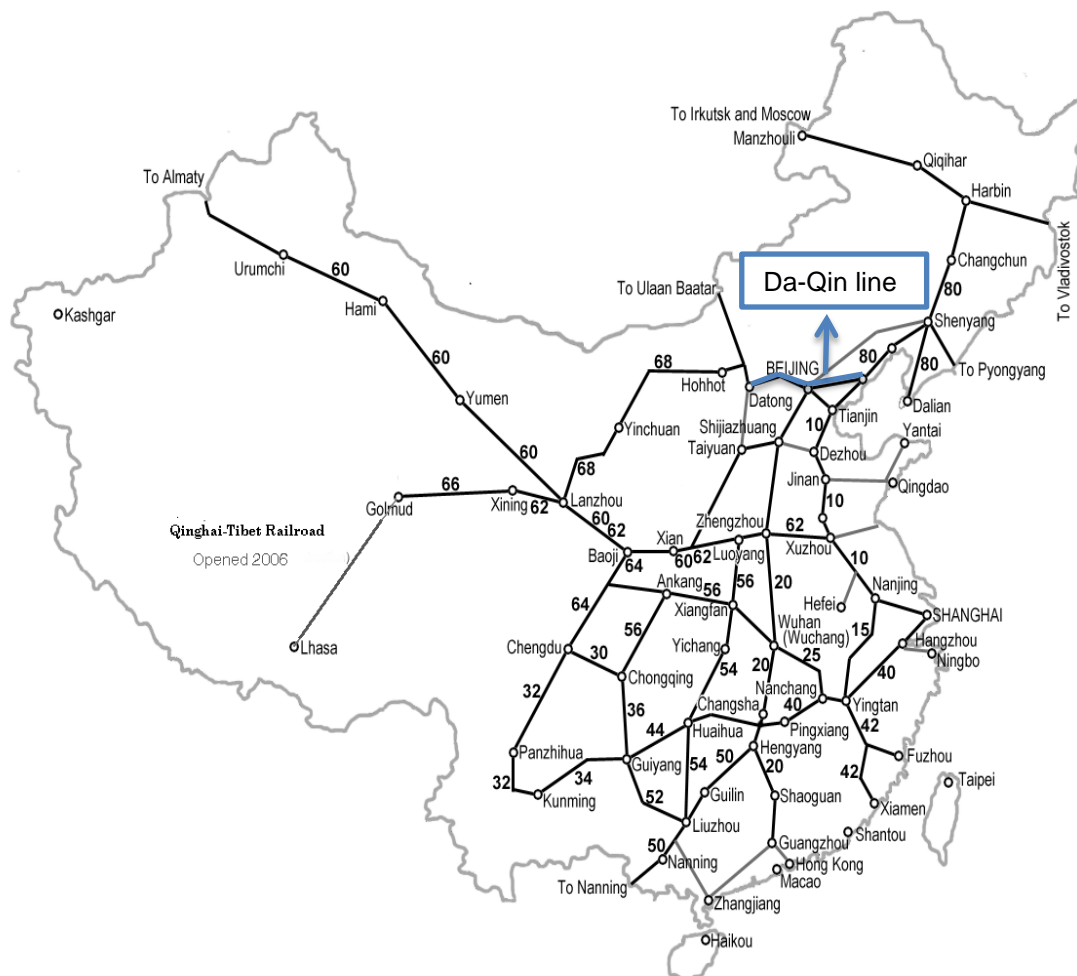 To Irkutsk and Moscow
Manzhouli
Qiqihar
Harbin
To Almaty
Changchun
To Vladivostok
Urumchi
60
Da-Qin line
80
To Ulaan Baatar
Hami
Kashgar
Shenyang
68
BEIJING
80
80
To Pyongyang
60
Hohhot
Datong
Dalian
Yumen
Tianjin
10
Yinchuan
Shijiazhuang
Yantai
Taiyuan
Dezhou
60
68
Jinan
Qingdao
66
Golmud
Xining
62
Lanzhou
10
60
62
Qinghai-Tibet Railroad
Opened 2006
)
Zhengzhou
62
Xian
Baoji
64
60
62
Luoyang
Xuzhou
10
Ankang
56
56
20
Xiangfan
Hefei
Nanjing
64
SHANGHAI
56
Wuhan
(Wuchang)
15
Hangzhou
Lhasa
Chengdu
30
Yichang
54
20
25
Ningbo
40
Chongqing
32
36
Nanchang
Changsha
40
Yingtan
44
Huaihua
Pingxiang
42
Panzhihua
Hengyang
Guiyang
54
50
20
Fuzhou
32
34
42
Taipei
Kunming
52
Guilin
Shaoguan
Xiamen
Liuzhou
Shantou
50
Guangzhou
Nanning
Hong Kong
Macao
To Nanning
Zhangjiang
Haikou